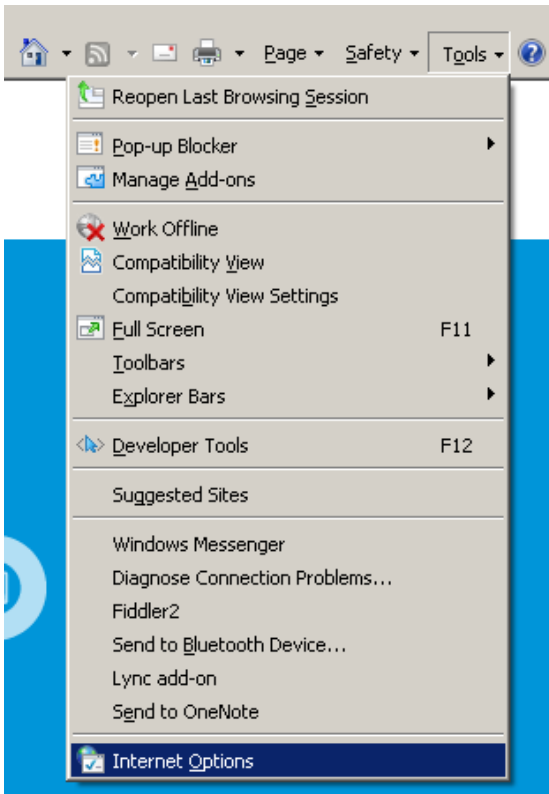 Page Safety Tools
Reopen Last Browsing Session
Pop-up Blocker
Manage Add-ons
Work Offline
Compatibility View
Compatibility View Settings
Full Screen F11
Toolbars
Explorer Bars
Developer Tools F12
Suggested Sites
Windows Messenger
Diagnose Connection Problems...
Fiddler2
Send to Bluetooth Device...
Lync add-on
Send to OneNote
Internet Options